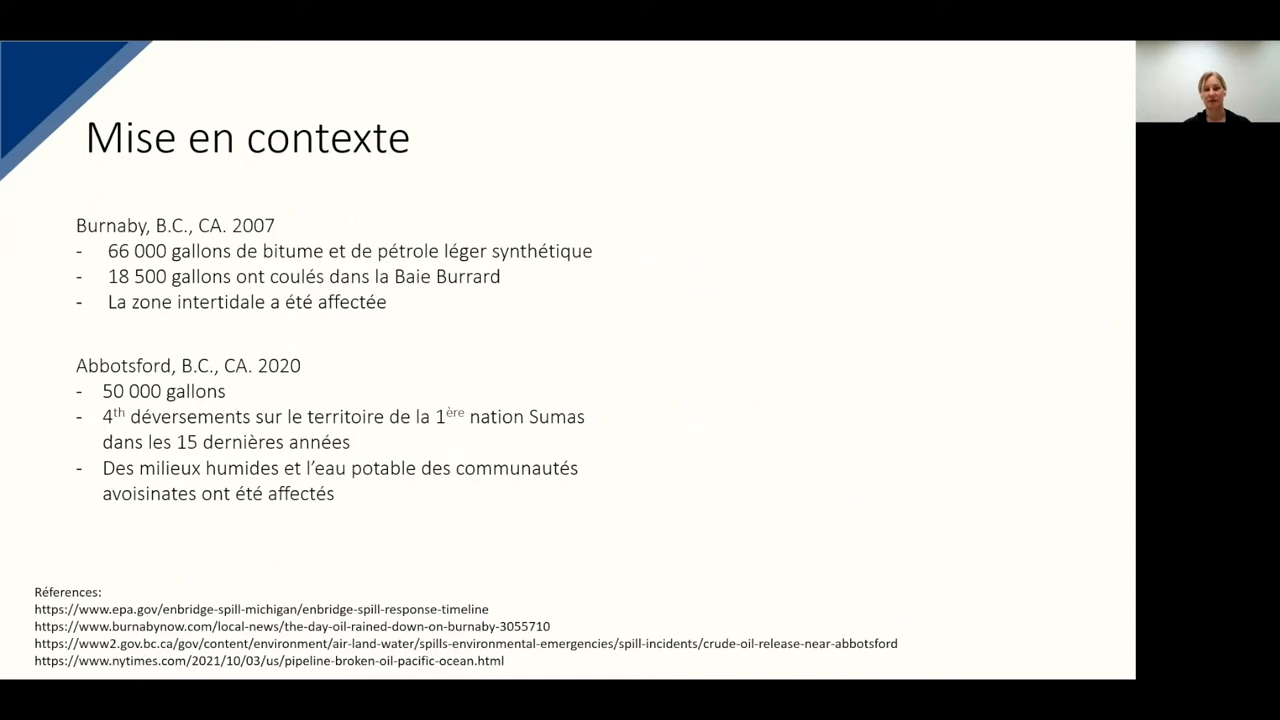 Mise en contexte
Burnaby, B.C., CA. 2007
- 66 000 gallons de bitume et de pétrole léger synthétique
- 18 500 gallons ont coulés dans la Baie Burrard
- La zone intertidale a été affectée
Abbotsford, B.C., CA. 2020
- 50 000 gallons
- 4th déversements sur le territoire de la 1ère nation Sumas
dans les 15 dernières années
- Des milieux humides et l’eau potable des communautés
avoisinates ont été affectés
Réferences:
https://www.epa.gov/enbridge-spill-michigan/enbridge-spill-response-timeline
https://www.burnabynow.com/local-news/the-day-oil-rained-down-on-burnaby-3055710
https://www2.gov.bc.ca/gov/content/environment/air-land-water/spills-environmental-emergencies/spill-incidents/crude-oil-release-near-abbotsford
https://www.nytimes.com/2021/10/03/us/pipeline-broken-oil-pacific-ocean.html